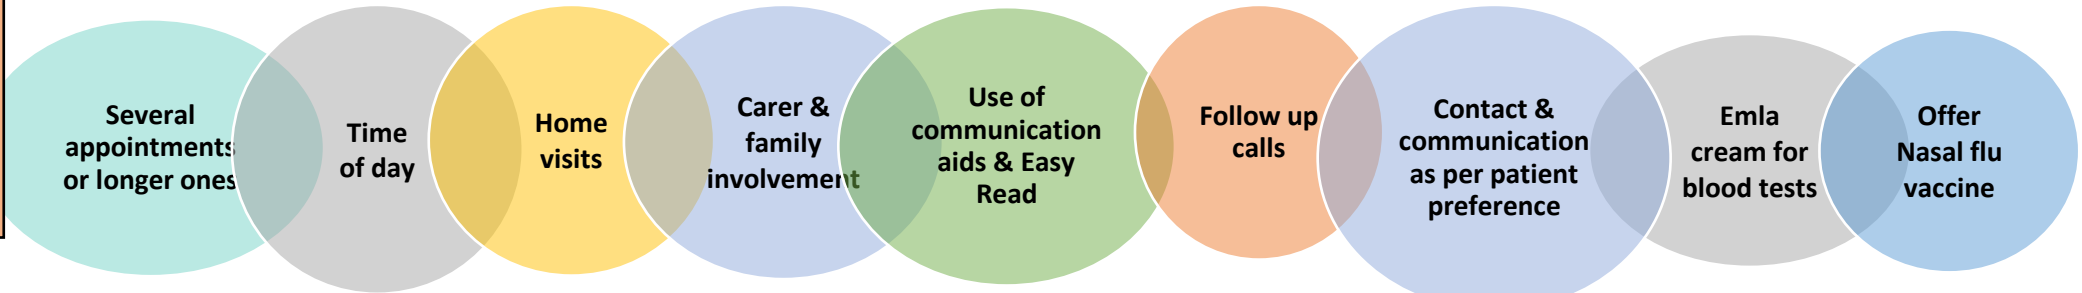 Several
appointments
or longer ones
Time
of day
Home
visits
Carer &
family
involvement
Use of
communication
aids & Easy
Read
Follow up
calls
Contact &
communication
as per patient
preference
Emla
cream for
blood tests
Offer
Nasal flu
vaccine